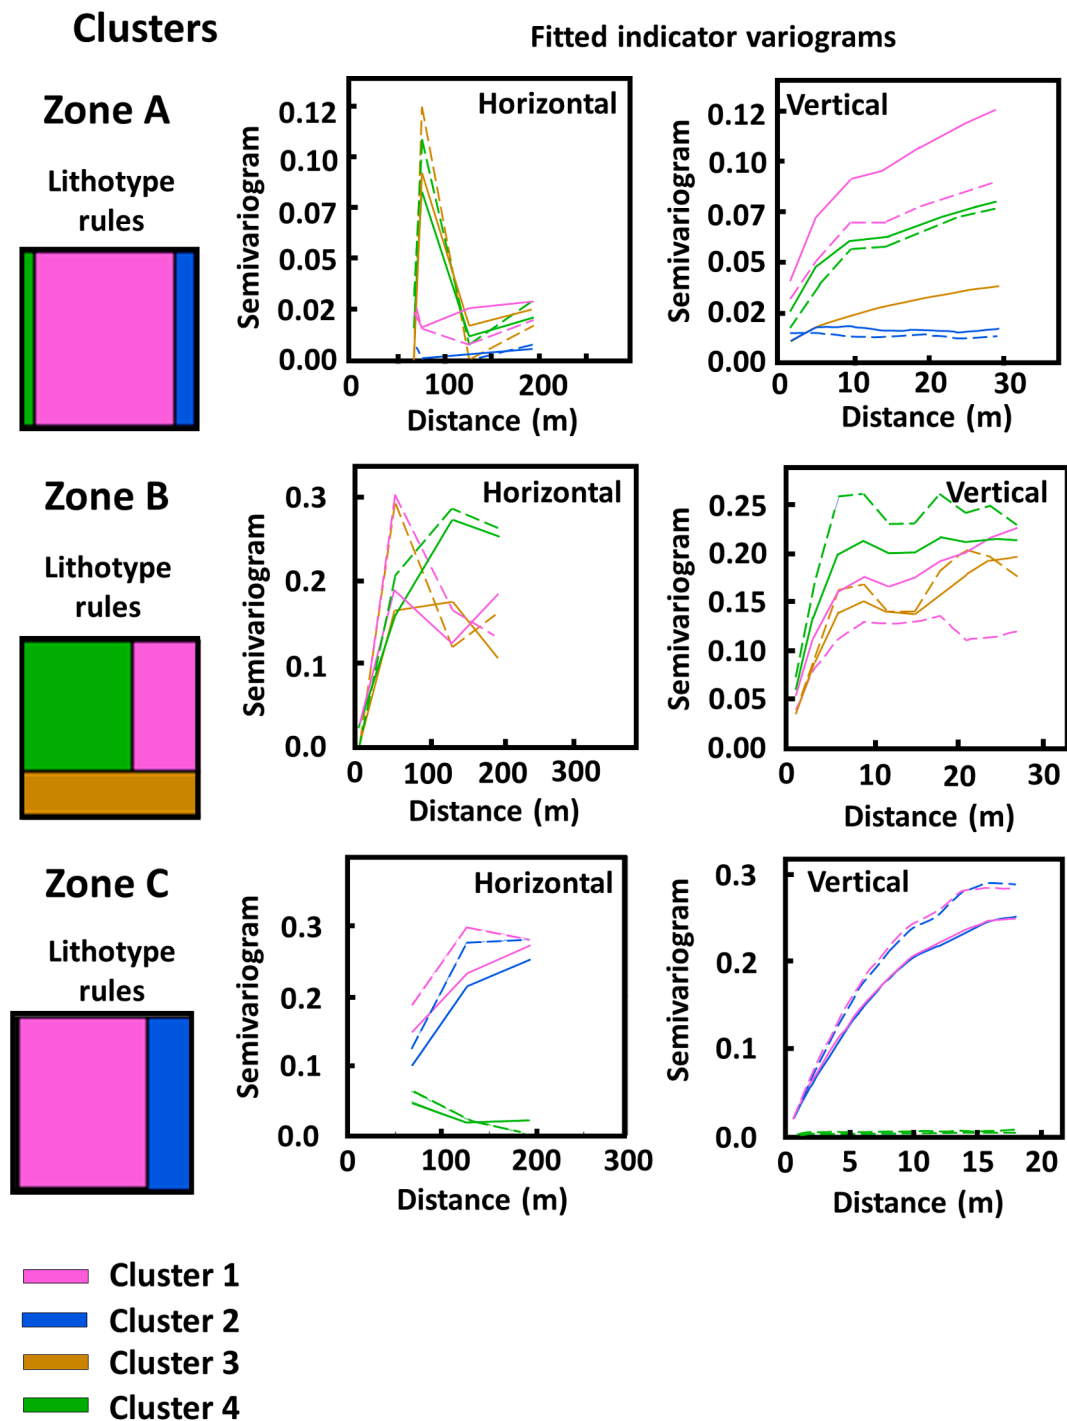 Clusters
Fitted indicator variograms
Zone A
Lithotype
rules
Semivariogram
0.12
0.10
0.07
0.05
0.02
0.00
Horizontal
0 100 200
Distance (m)
Semivariogram
0.12
0.10
0.07
0.05
0.02
0.00
Vertical
0 10 20 30
Distance (m)
Zone B
Lithotype
rules
Semivariogram
0.3
0.2
0.1
0.0
Horizontal
0 100 200 300
Distance (m)
Semivariogram
0.25
0.20
0.15
0.10
0.05
0.00
Vertical
0 10 20 30
Distance (m)
Zone C
Lithotype
rules
Semivariogram
0.3
0.2
0.1
0.0
Horizontal
0 100 200 300
Distance (m)
Semivariogram
0.3
0.2
0.1
0.0
Vertical
0 5 10 15 20
Distance (m)
Cluster 1
Cluster 2
Cluster 3
Cluster 4